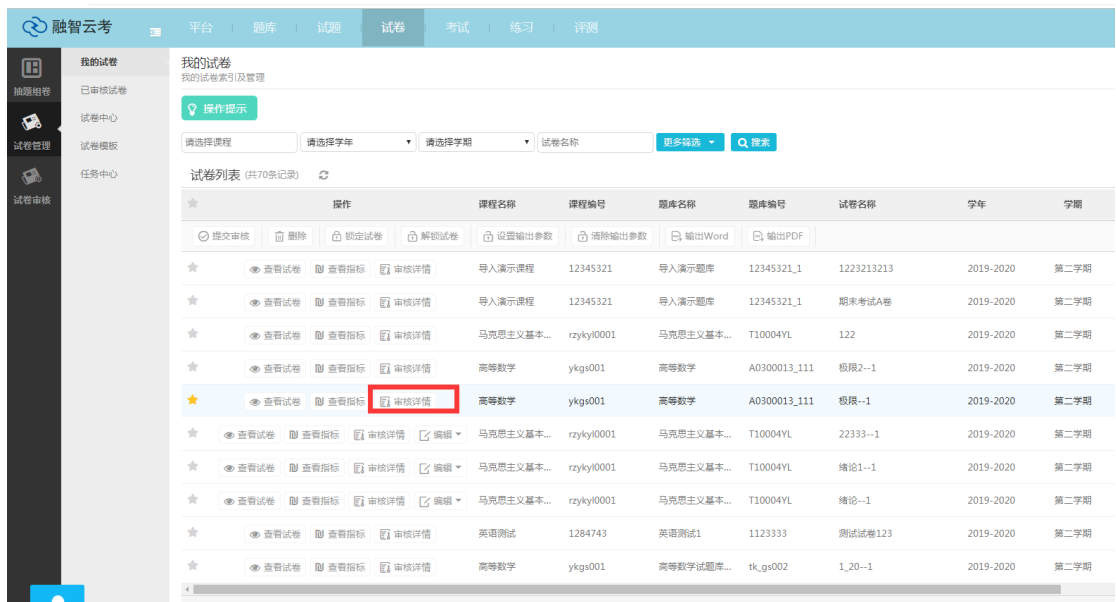 融智云考 平台 题库 试题 试卷 考试 练习 评测
抽题组卷
试卷管理
试卷审核
我的试卷
已审核试卷
试卷中心
试卷模板
任务中心
我的试卷
我的试卷索引及管理
操作提示
请选择课程 请选择学年 请选择学期 试卷名称 更多筛选 搜索
试卷列表 (共70条记录)
操作 课程名称 课程编号 题库名称 题库编号 试卷名称 学年 学期
提交审核 删除 锁定试卷 解锁试卷 设置输出参数 清除输出参数 输出Word 输出PDF
查看试卷 查看指标 审核详情 导入演示课程 12345321 导入演示题库 12345321_1 1223213213 2019-2020 第二学期
查看试卷 查看指标 审核详情 导入演示课程 12345321 导入演示题库 12345321_1 期末考试A卷 2019-2020 第二学期
查看试卷 查看指标 审核详情 马克思主义基本... rzykyl0001 马克思主义基本... T10004YL 122 2019-2020 第二学期
查看试卷 查看指标 审核详情 高等数学 ykgs001 高等数学 A0300013_111 极限2--1 2019-2020 第二学期
查看试卷 查看指标 审核详情 高等数学 ykgs001 高等数学 A0300013_111 极限--1 2019-2020 第二学期
查看试卷 查看指标 审核详情 编辑 马克思主义基本... rzykyl0001 马克思主义基本... T10004YL 22333--1 2019-2020 第二学期
查看试卷 查看指标 审核详情 编辑 马克思主义基本... rzykyl0001 马克思主义基本... T10004YL 绪论1--1 2019-2020 第二学期
查看试卷 查看指标 审核详情 编辑 马克思主义基本... rzykyl0001 马克思主义基本... T10004YL 绪论--1 2019-2020 第二学期
查看试卷 查看指标 审核详情 英语测试 1284743 英语测试1 1123333 测试试卷123 2019-2020 第二学期
查看试卷 查看指标 审核详情 高等数学 ykgs001 高等数学试题库... tk_gs002 1_20--1 2019-2020 第二学期